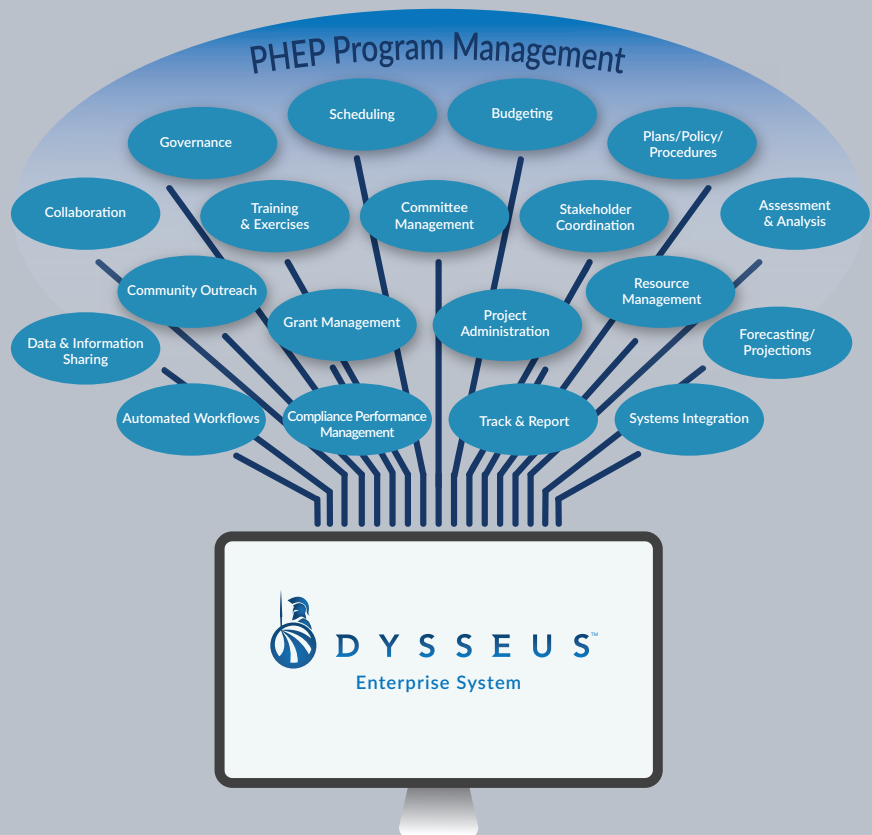 PHEP Program Management
Scheduling
Budgeting
Governance
Plans/Policy/
Procedures
Collaboration
Training
& Exercises
Committee
Management
Stakeholder
Coordination
Assessment
& Analysis
Community Outreach
Resource
Management
Grant Management
Project
Administration
Data & Information
Sharing
Forecasting/
Projections
Automated Workflows
Compliance Performance
Management
Track & Report
Systems Integration
DYSSEUS™
Enterprise System